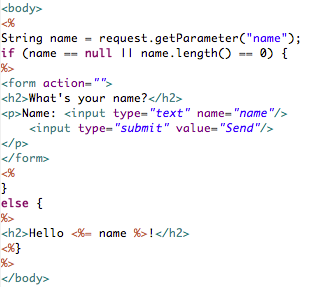 <body>
<%
String name = request.getParameter("name");
if (name == null || name.length() == 0) {
%>
<form action="">
<h2>What's your name?</h2>
<p>Name: <input type="text" name="name"/>
    <input type="submit" value="Send"/>
</p>
</form>
<%
}
else {
%>
<h2>Hello <%= name %>!</h2>
<%}
%>
</body>